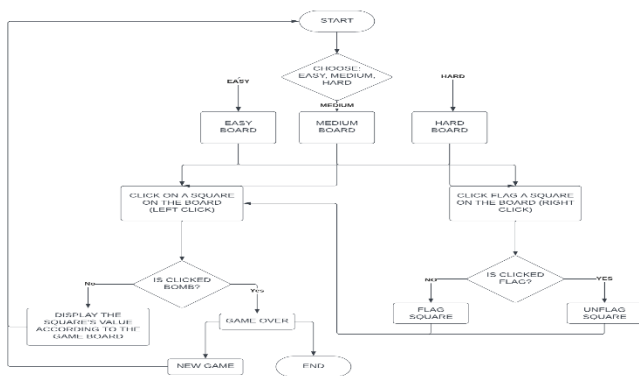 START
CHOOSE:
EASY, MEDIUM,
HARD
EASY
HARD
MEDIUM
EASY
BOARD
MEDIUM
BOARD
HARD
BOARD
CLICK ON A SQUARE
ON THE BOARD
(LEFT CLICK)
CLICK FLAG A SQUARE
ON THE BOARD (RIGHT
CLICK)
IS CLICKED
BOMB?
IS CLICKED
FLAG?
No
Yes
NO
YES
DISPLAY THE
SQUARE'S VALUE
ACCORDING TO THE
GAME BOARD
GAME OVER
FLAG
SQUARE
UNFLAG
SQUARE
NEW GAME
END